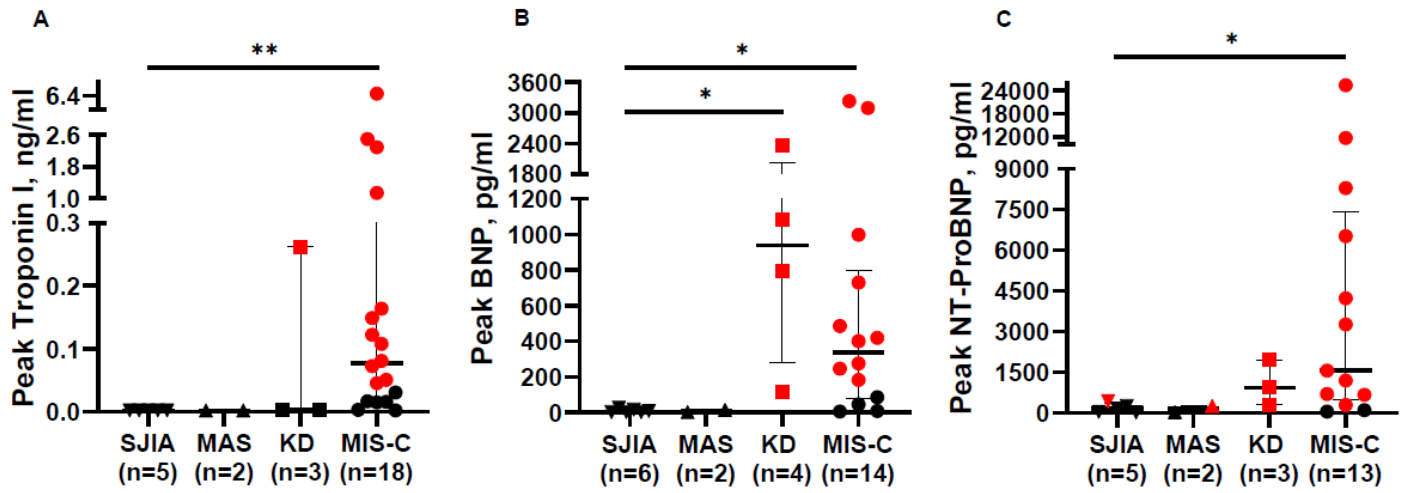 A
Peak Troponin I, ng/ml
**
6.4
2.6
1.8
1.0
0.3
0.2
0.1
0.0
SJIA MAS KD MIS-C
(n=5) (n=2) (n=3) (n=18)
B
Peak BNP, pg/ml
*
*
3600
3000
2400
1800
1200
1000
800
600
400
200
0
SJIA MAS KD MIS-C
(n=6) (n=2) (n=4) (n=14)
C
Peak NT-ProBNP, pg/ml
*
24000
18000
12000
9000
7500
6000
4500
3000
1500
0
SJIA MAS KD MIS-C
(n=5) (n=2) (n=3) (n=13)